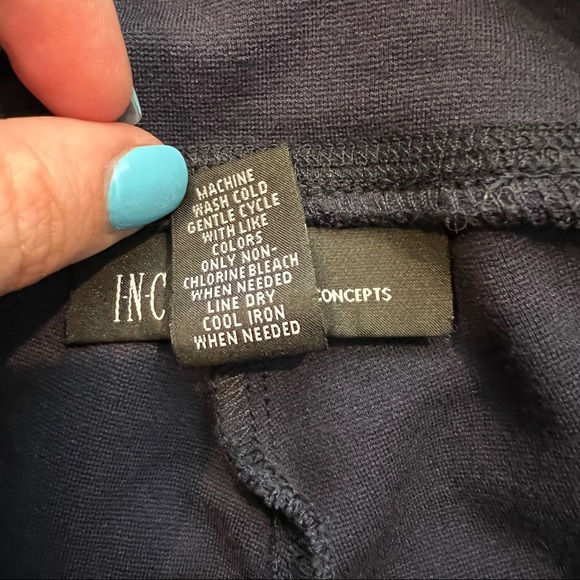 MACHINE
WASH COLD
GENTLE CYCLE
WITH LIKE
COLORS
ONLY NON-
CHLORINE BLEACH
WHEN NEEDED
LINE DRY
COOL IRON
WHEN NEEDED
I·N·C
ONCEPTS